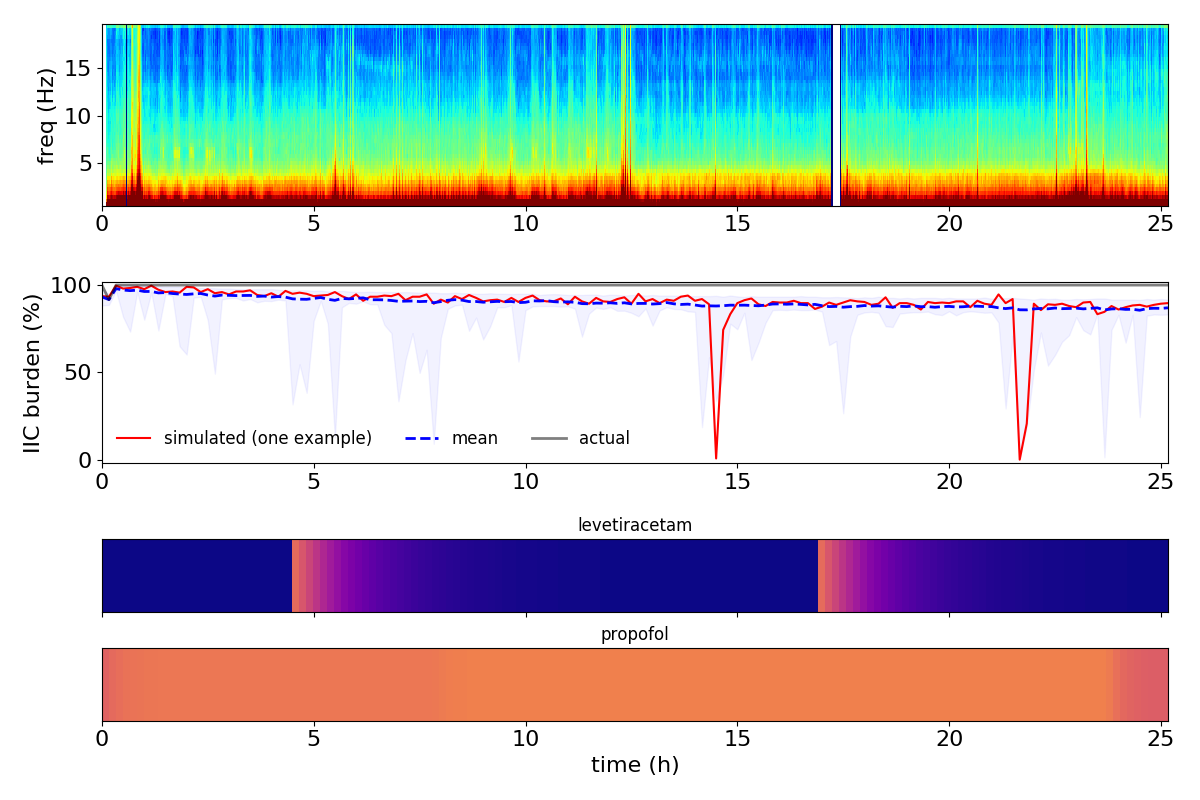 freq (Hz)
15
10
5
0 5 10 15 20 25
IIC burden (%)
100
50
0
simulated (one example) mean actual
0 5 10 15 20 25
levetiracetam
propofol
0 5 10 15 20 25
time (h)